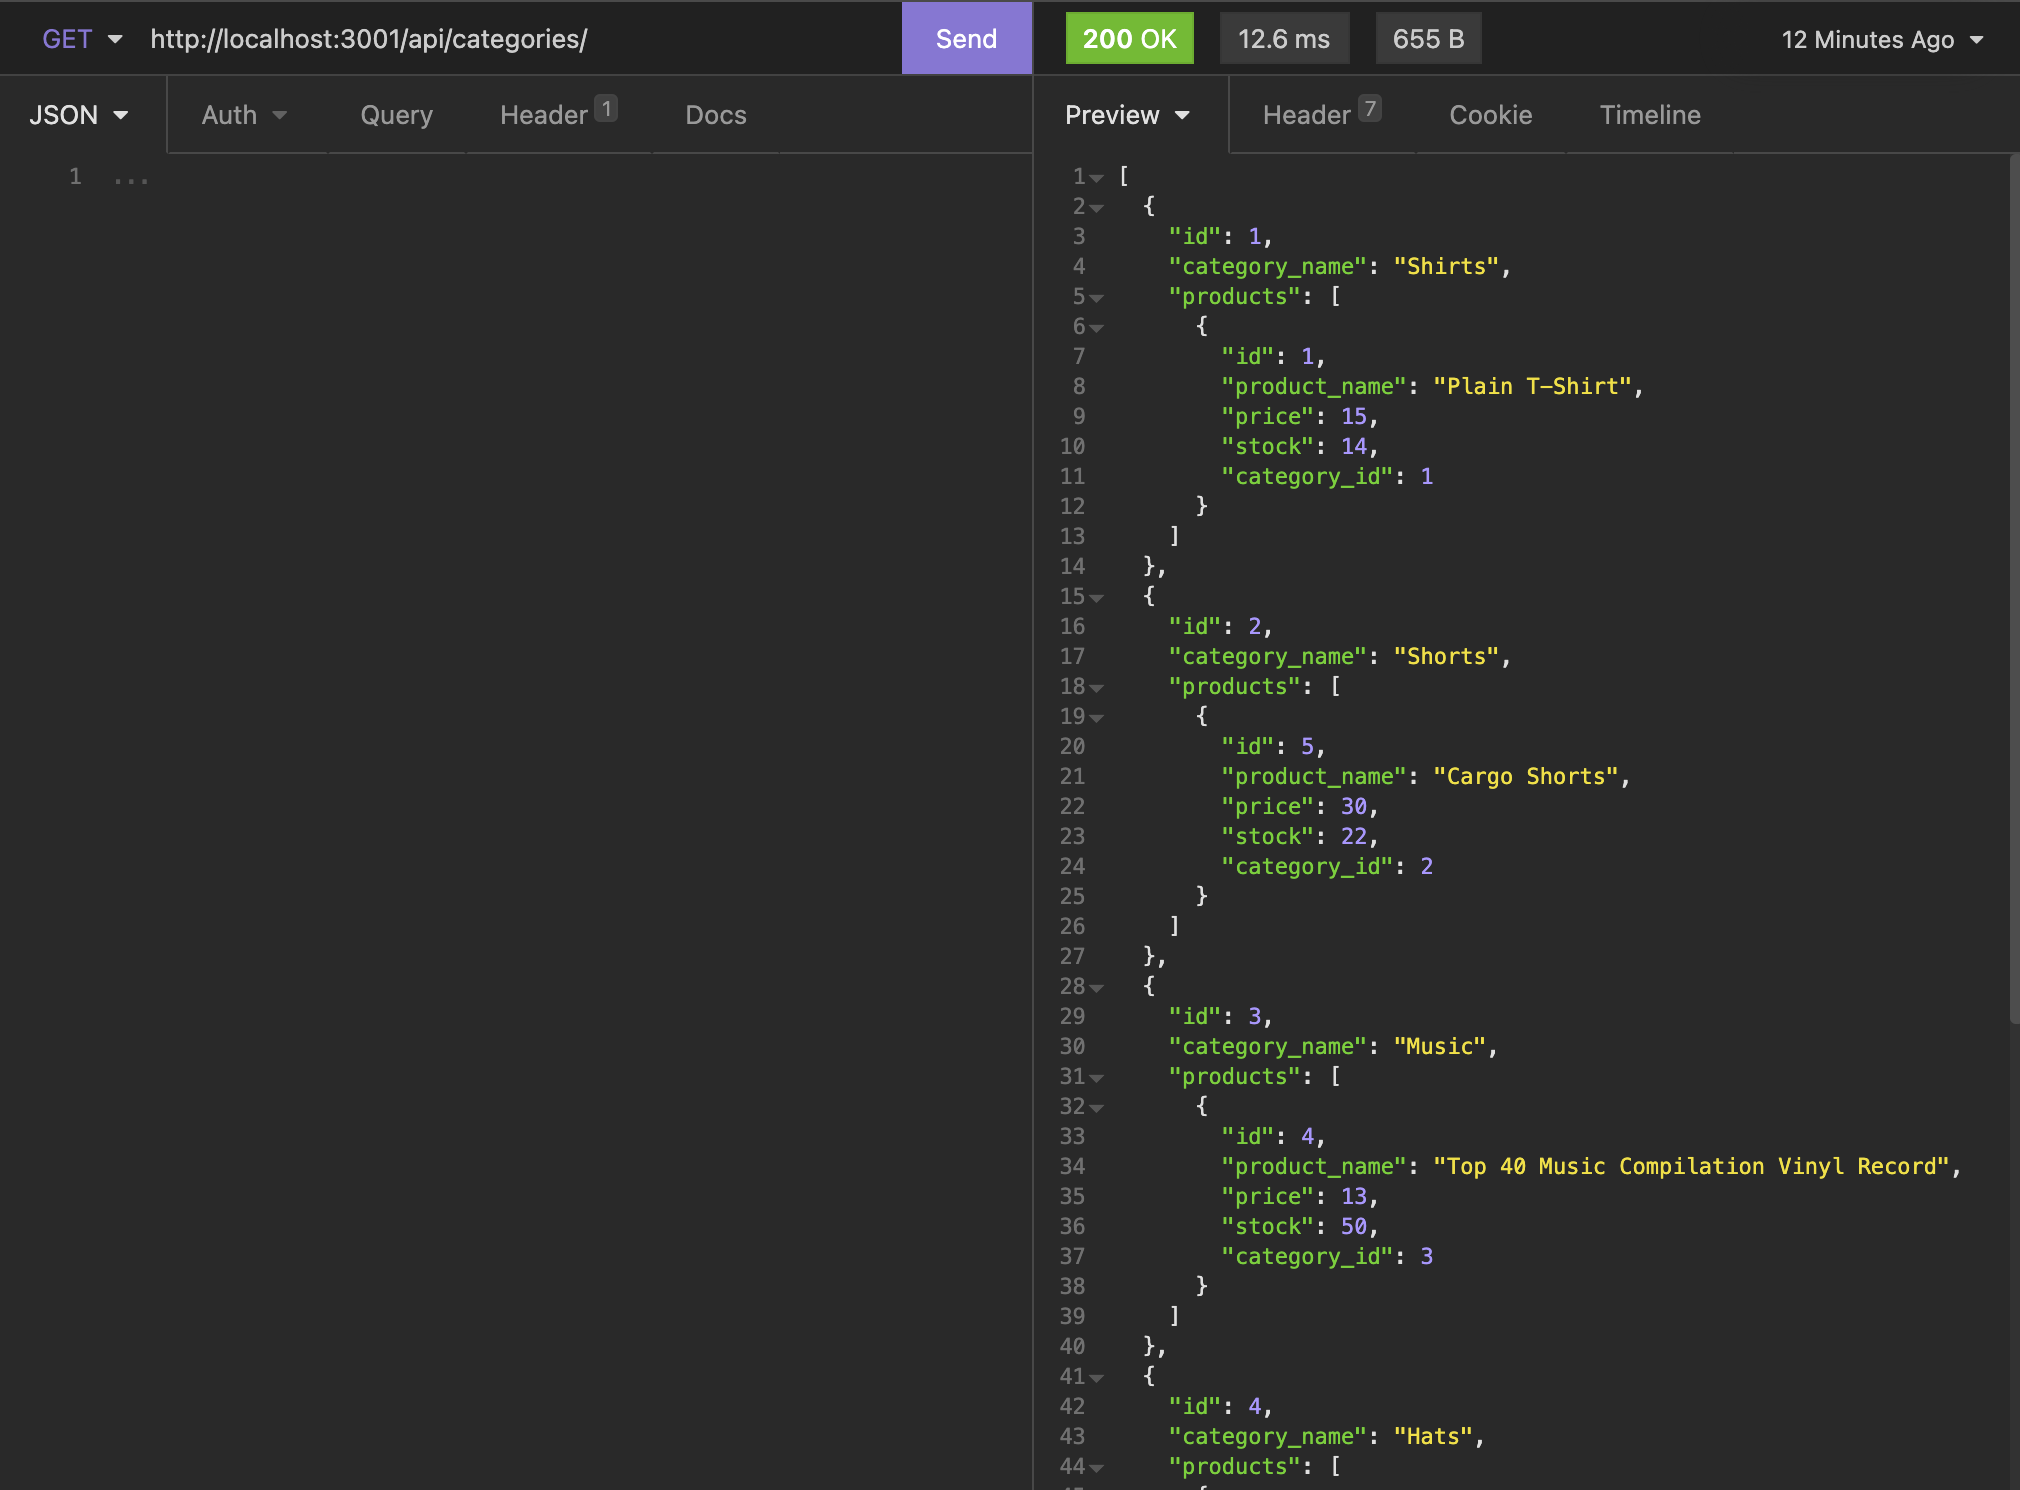 GET http://localhost:3001/api/categories/ Send 200 OK 12.6 ms 655 B 12 Minutes Ago
JSON Auth Query Header 1 Docs
1 ...
Preview Header 7 Cookie Timeline
1 [
2 {
3 "id": 1,
4 "category_name": "Shirts",
5 "products": [
6 {
7 "id": 1,
8 "product_name": "Plain T-Shirt",
9 "price": 15,
10 "stock": 14,
11 "category_id": 1
12 }
13 ]
14 },
15 {
16 "id": 2,
17 "category_name": "Shorts",
18 "products": [
19 {
20 "id": 5,
21 "product_name": "Cargo Shorts",
22 "price": 30,
23 "stock": 22,
24 "category_id": 2
25 }
26 ]
27 },
28 {
29 "id": 3,
30 "category_name": "Music",
31 "products": [
32 {
33 "id": 4,
34 "product_name": "Top 40 Music Compilation Vinyl Record",
35 "price": 13,
36 "stock": 50,
37 "category_id": 3
38 }
39 ]
40 },
41 {
42 "id": 4,
43 "category_name": "Hats",
44 "products": [